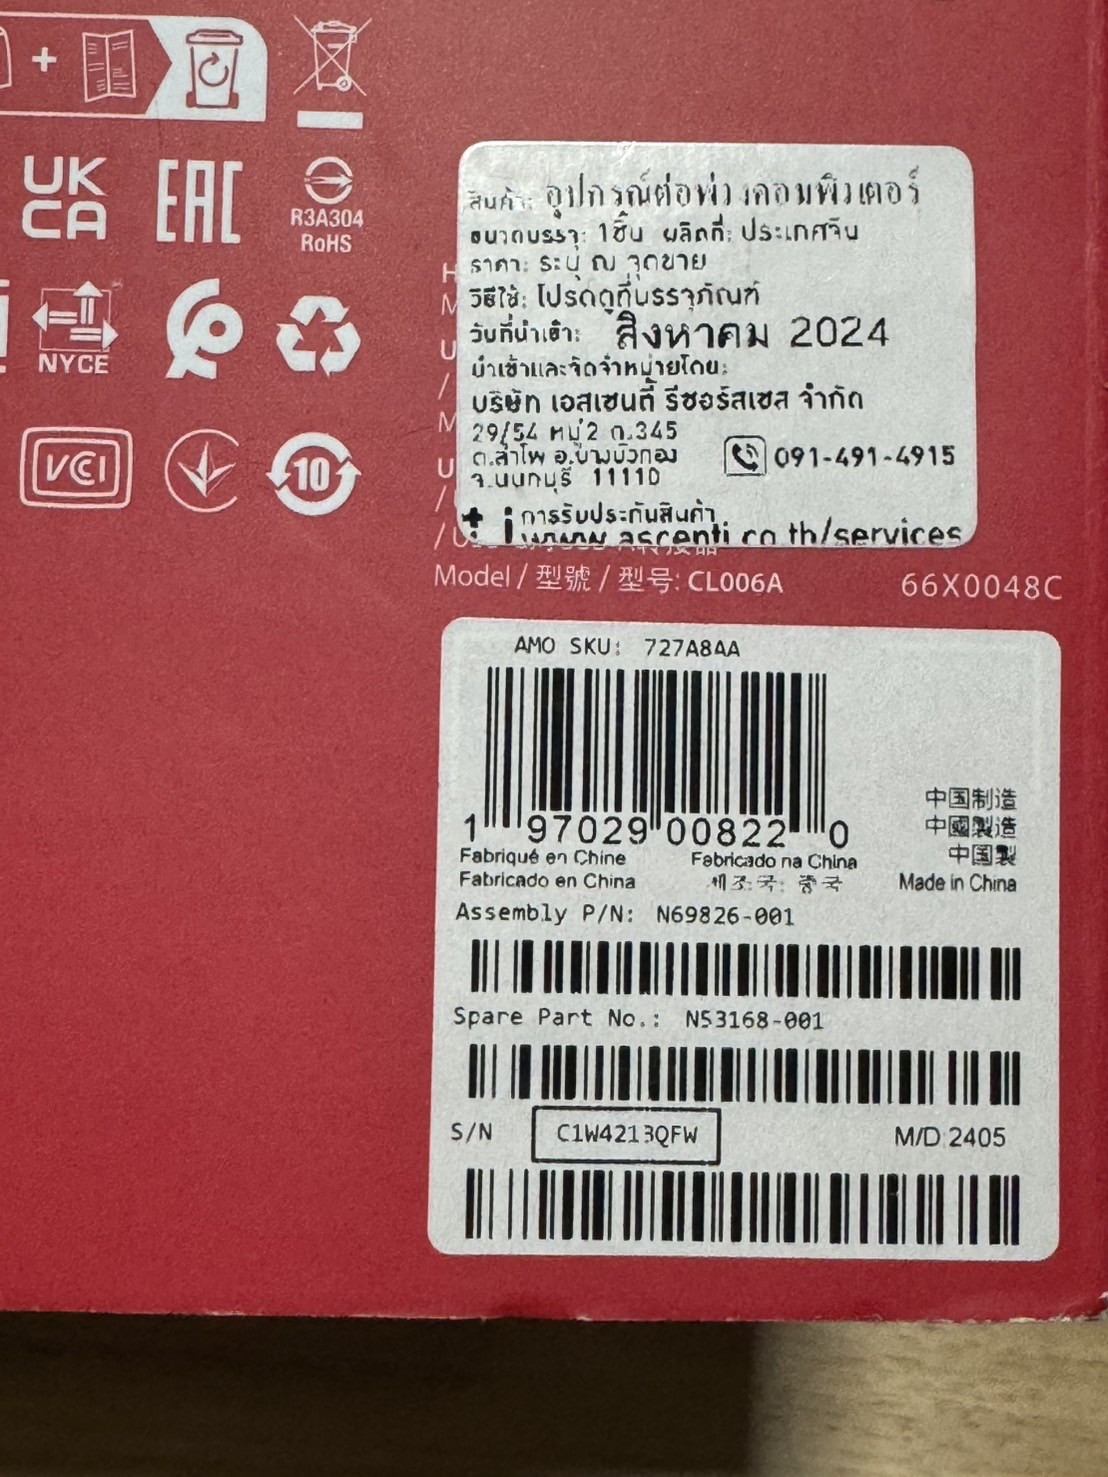 UK
CA
EAC
R3A304
RoHS
NYCE
VCCI
10
สินค้า: อุปกรณ์ต่อพ่วงคอมพิวเตอร์
ขนาดบรรจุ: 1ชิ้น ผลิตที่: ประเทศจีน
ราคา: ระบุ ณ จุดขาย
วิธีใช้: โปรดดูที่บรรจุภัณฑ์
วันที่นำเข้า: สิงหาคม 2024
นำเข้าและจัดจำหน่ายโดย:
บริษัท เอสเซนตี้ รีซอร์สเซส จำกัด
29/54 หมู่2 ถ.345
ต.ลำโพ อ.บางบัวทอง
จ.นนทบุรี 11110
091-491-4915
การรับประกันสินค้า
www.ascenti.co.th/services
Model / 型號 / 型号: CL006A
66X0048C
AMO SKU: 727A8AA
1 97029 00822 0
Fabriqué en Chine
Fabricado na China
Fabricado en China
제조국: 중국
中国制造
中國製造
中国製
Made in China
Assembly P/N: N69826-001
Spare Part No.: N53168-001
S/N C1W4213QFW
M/D 2405